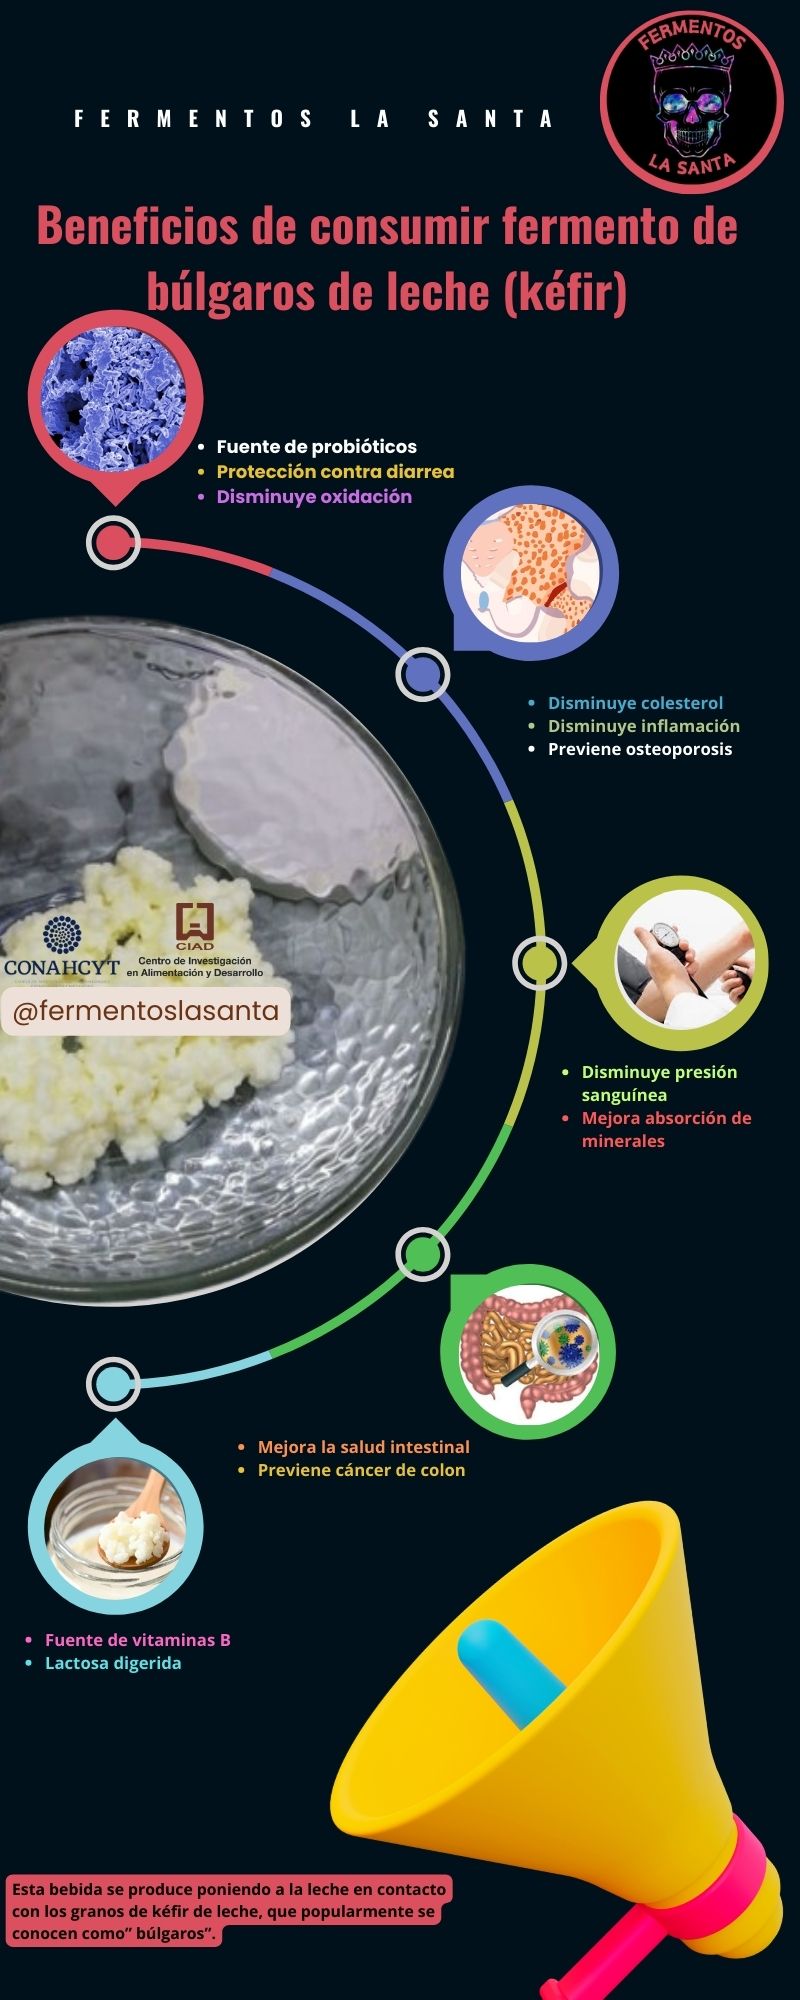 FERMENTOS
LA SANTA
FERMENTOS LA SANTA
Beneficios de consumir fermento de
búlgaros de leche (kéfir)
• Fuente de probióticos
• Protección contra diarrea
• Disminuye oxidación
• Disminuye colesterol
• Disminuye inflamación
• Previene osteoporosis
CONAHCYT
CIAD
Centro de Investigación
en Alimentación y Desarrollo
@fermentoslasanta
• Disminuye presión
sanguínea
• Mejora absorción de
minerales
• Mejora la salud intestinal
• Previene cáncer de colon
• Fuente de vitaminas B
• Lactosa digerida
Esta bebida se produce poniendo a la leche en contacto
con los granos de kéfir de leche, que popularmente se
conocen como” búlgaros”.